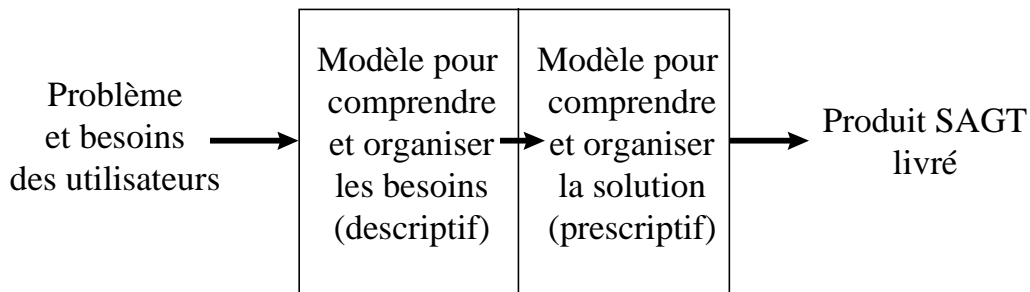 Problème
et besoins
des utilisateurs
Modèle pour
comprendre
et organiser
les besoins
(descriptif)
Modèle pour
comprendre
et organiser
la solution
(prescriptif)
Produit SAGT
livré